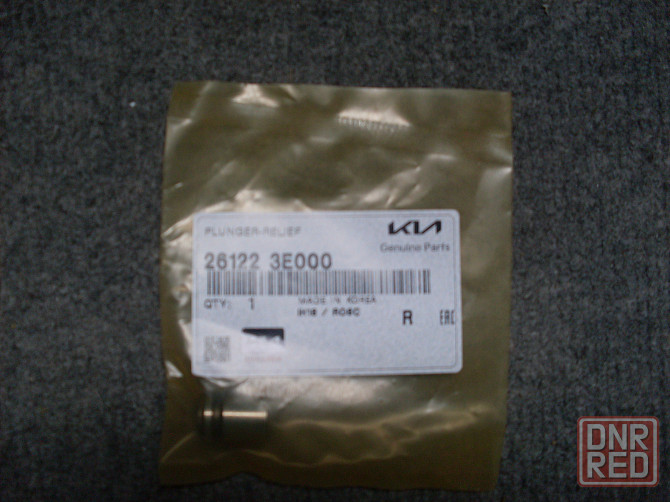 PLUNGER-RELIEF
KIA
Genuine Parts
26122 3E000
QTY: 1
MADE IN KOREA
R
EAC
DNR
RED